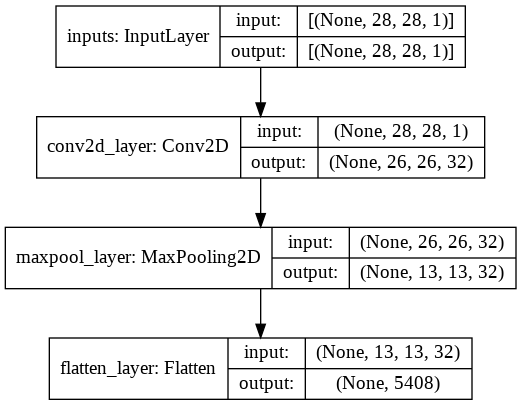 inputs: InputLayer
input:
[(None, 28, 28, 1)]
output:
[(None, 28, 28, 1)]
conv2d_layer: Conv2D
input:
(None, 28, 28, 1)
output:
(None, 26, 26, 32)
maxpool_layer: MaxPooling2D
input:
(None, 26, 26, 32)
output:
(None, 13, 13, 32)
flatten_layer: Flatten
input:
(None, 13, 13, 32)
output:
(None, 5408)